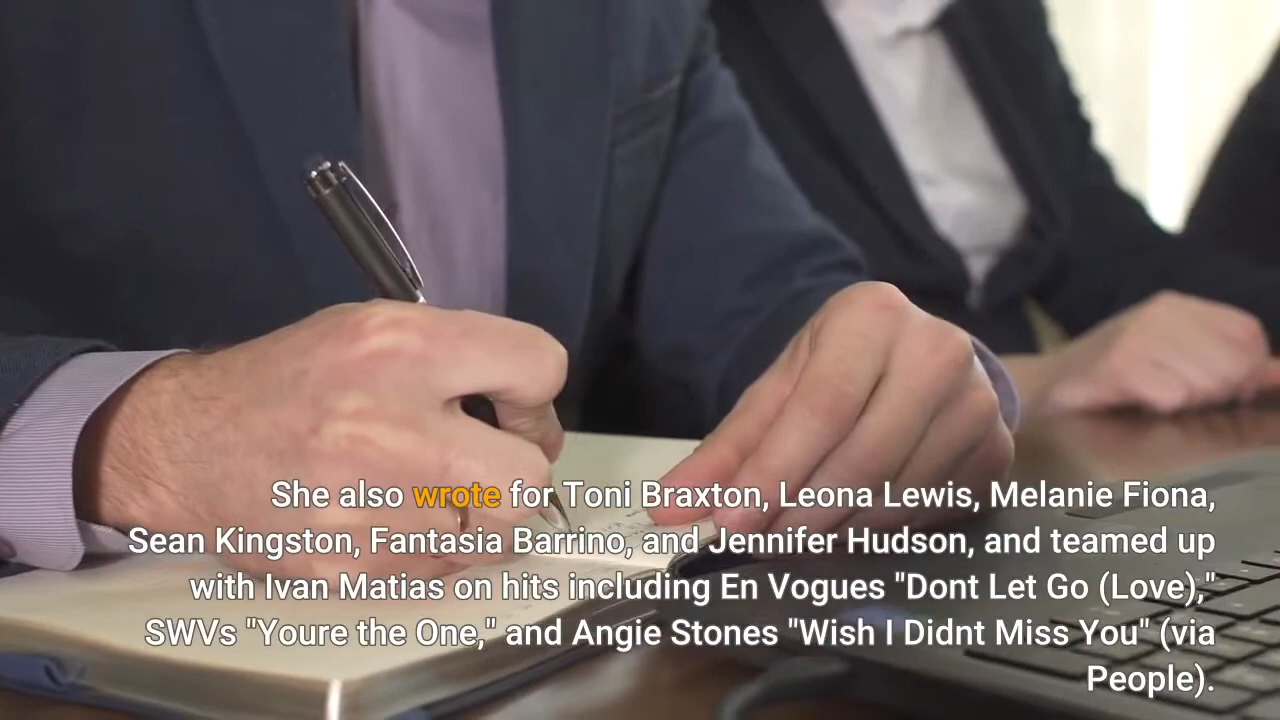 She also wrote for Toni Braxton, Leona Lewis, Melanie Fiona,
Sean Kingston, Fantasia Barrino, and Jennifer Hudson, and teamed up
with Ivan Matias on hits including En Vogues "Dont Let Go (Love),"
SWVs "Youre the One," and Angie Stones "Wish I Didnt Miss You" (via
People).